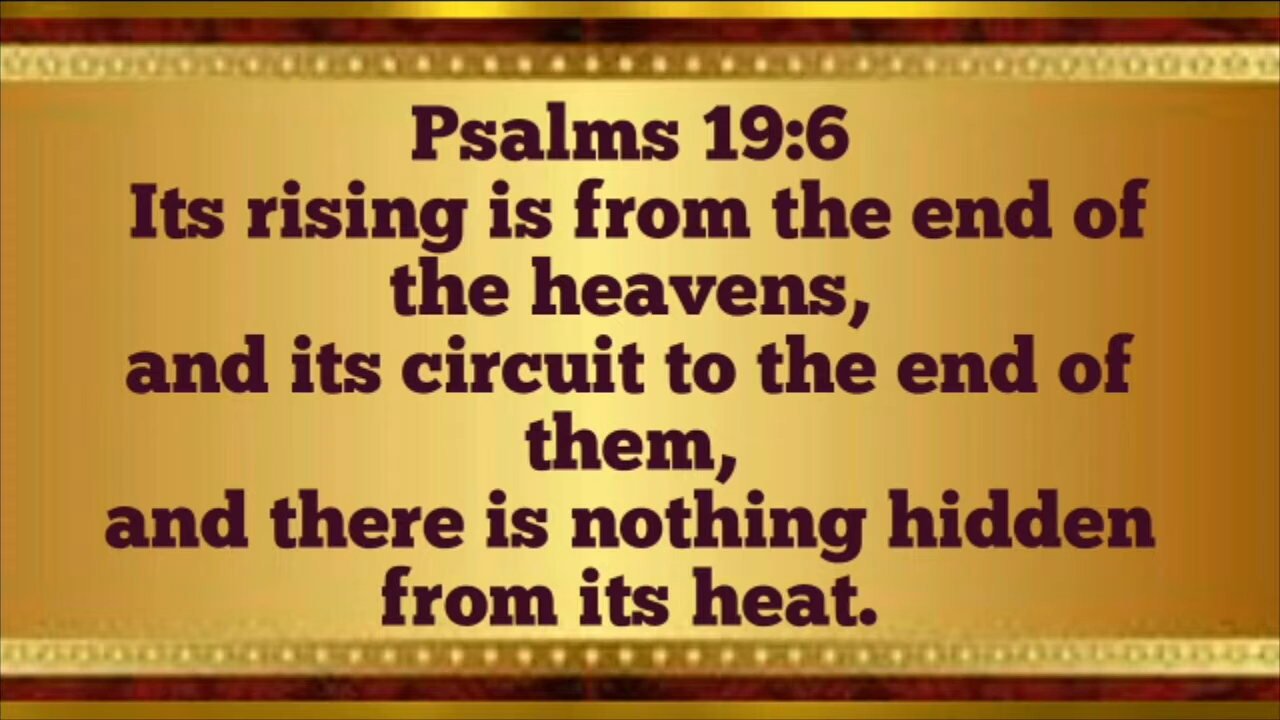 Psalms 19:6
Its rising is from the end of
the heavens,
and its circuit to the end of
them,
and there is nothing hidden
from its heat.